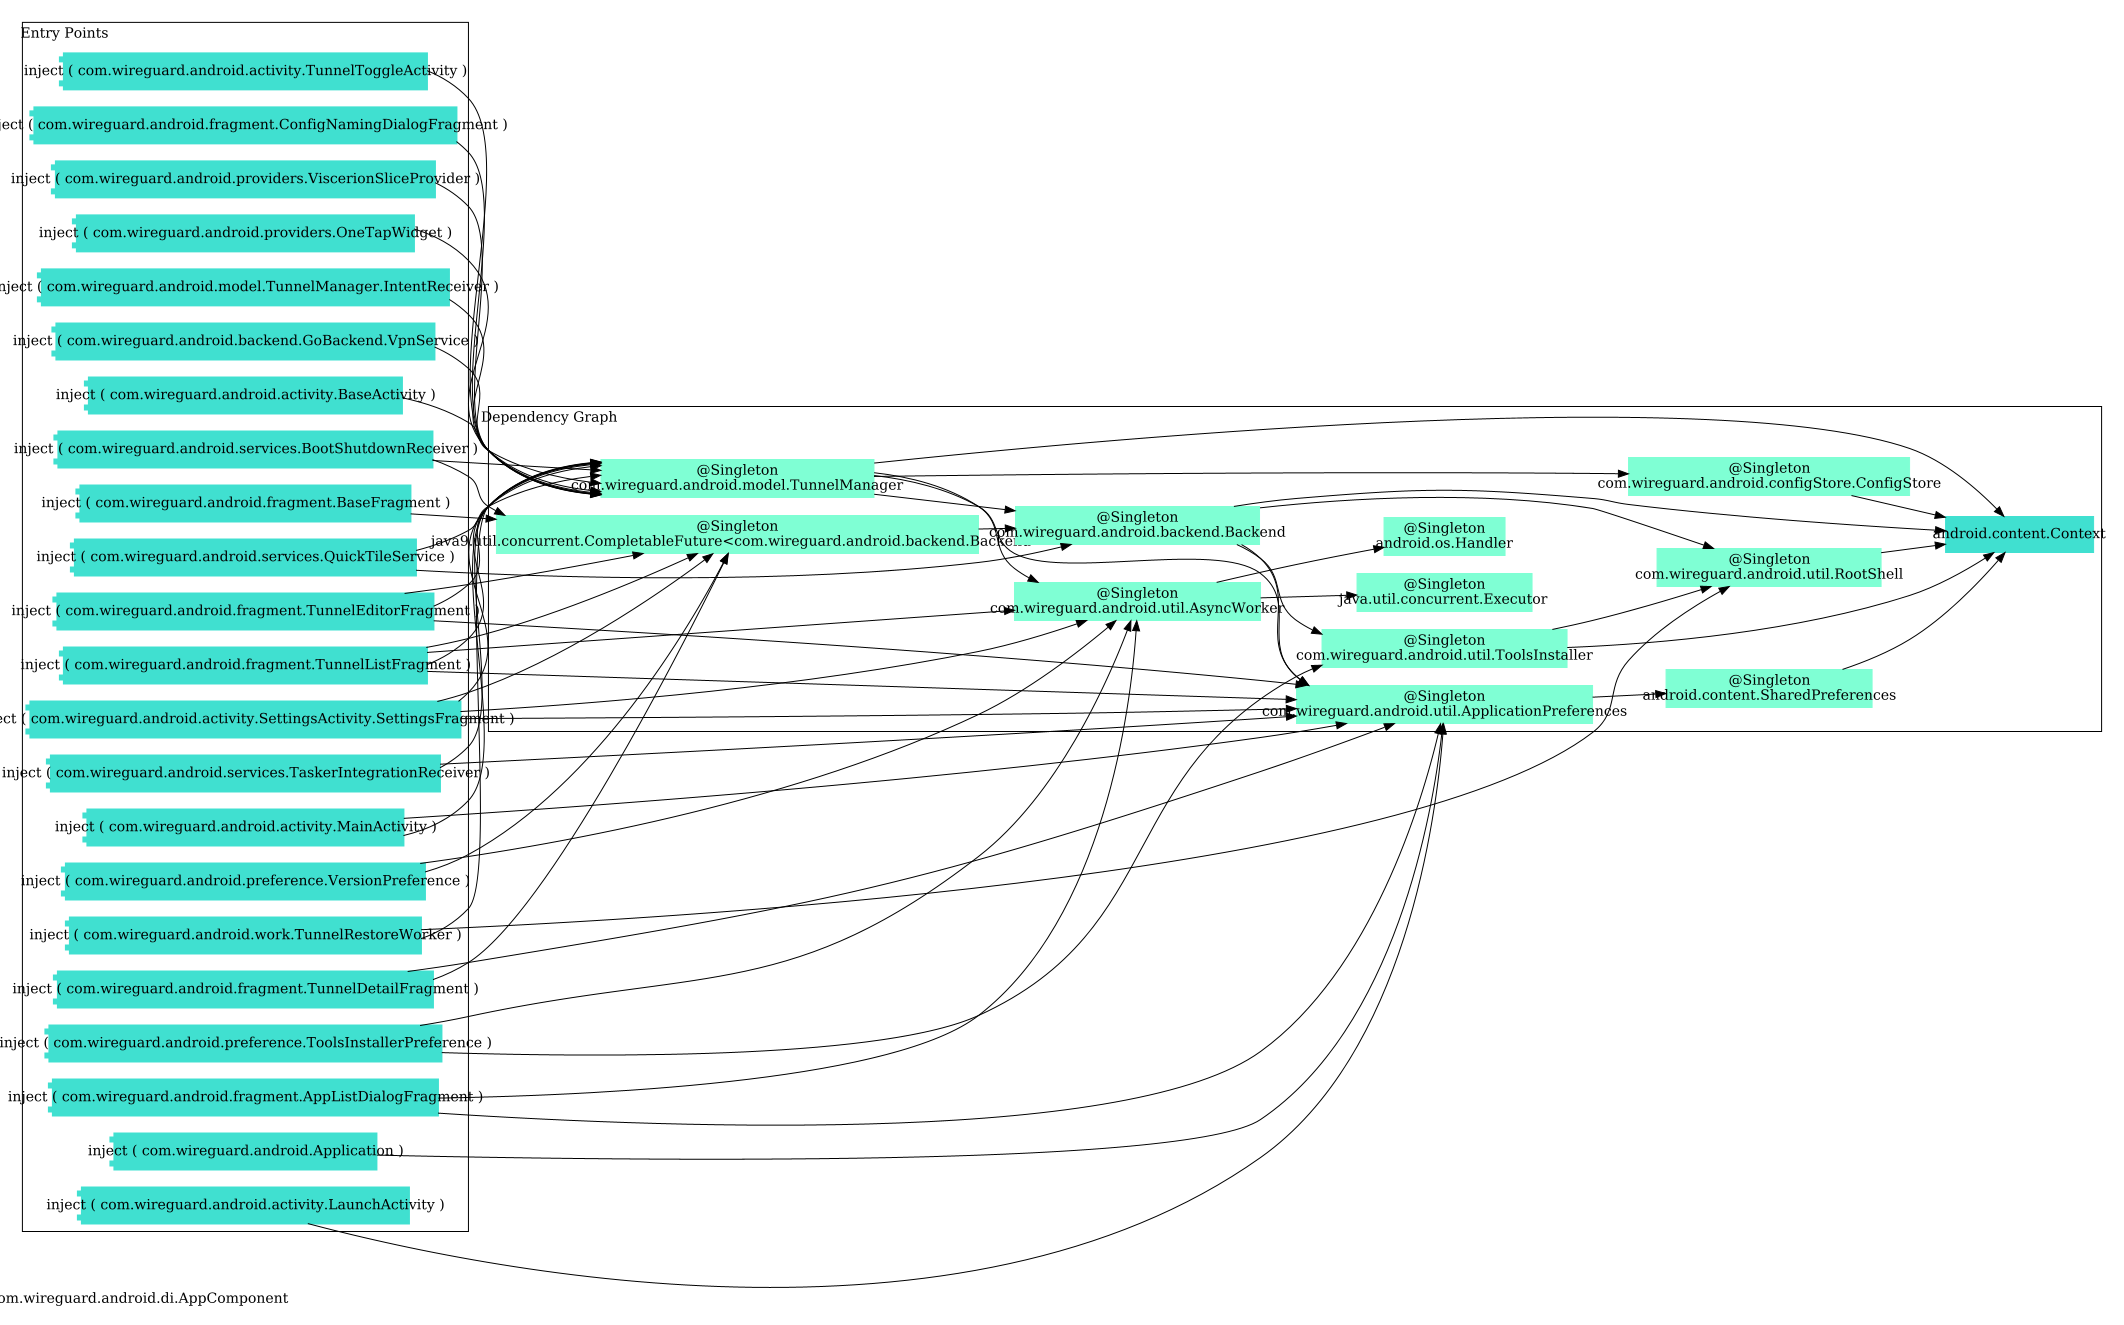 Entry Points
inject ( com.wireguard.android.activity.TunnelToggleActivity )
ject ( com.wireguard.android.fragment.ConfigNamingDialogFragment )
inject ( com.wireguard.android.providers.ViscerionSliceProvider )
inject ( com.wireguard.android.providers.OneTapWidget )
nject ( com.wireguard.android.model.TunnelManager.IntentReceiver )
inject ( com.wireguard.android.backend.GoBackend.VpnService )
inject ( com.wireguard.android.activity.BaseActivity )
inject ( com.wireguard.android.services.BootShutdownReceiver )
inject ( com.wireguard.android.fragment.BaseFragment )
inject ( com.wireguard.android.services.QuickTileService )
inject ( com.wireguard.android.fragment.TunnelEditorFragment )
inject ( com.wireguard.android.fragment.TunnelListFragment )
ect ( com.wireguard.android.activity.SettingsActivity.SettingsFragment )
inject ( com.wireguard.android.services.TaskerIntegrationReceiver )
inject ( com.wireguard.android.activity.MainActivity )
inject ( com.wireguard.android.preference.VersionPreference )
inject ( com.wireguard.android.work.TunnelRestoreWorker )
inject ( com.wireguard.android.fragment.TunnelDetailFragment )
inject ( com.wireguard.android.preference.ToolsInstallerPreference )
inject ( com.wireguard.android.fragment.AppListDialogFragment )
inject ( com.wireguard.android.Application )
inject ( com.wireguard.android.activity.LaunchActivity )
Dependency Graph
@Singleton
com.wireguard.android.model.TunnelManager
@Singleton
java9.util.concurrent.CompletableFuture<com.wireguard.android.backend.Backend>
@Singleton
com.wireguard.android.backend.Backend
@Singleton
com.wireguard.android.util.AsyncWorker
@Singleton
android.os.Handler
@Singleton
java.util.concurrent.Executor
@Singleton
com.wireguard.android.util.ToolsInstaller
@Singleton
com.wireguard.android.util.ApplicationPreferences
@Singleton
com.wireguard.android.configStore.ConfigStore
@Singleton
com.wireguard.android.util.RootShell
@Singleton
android.content.SharedPreferences
android.content.Context
om.wireguard.android.di.AppComponent